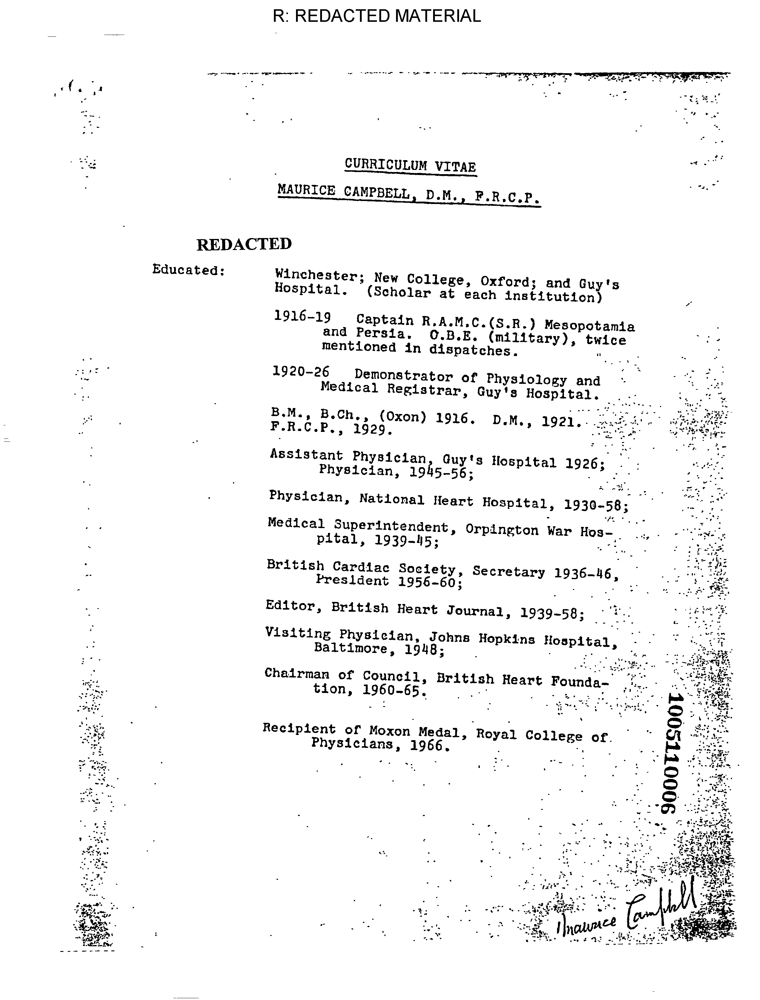 R: REDACTED MATERIAL
CURRICULUM VITAE
MAURICE CAMPBELL, D.M., F.R.C.P.
REDACTED
Educated: Winchester; New College, Oxford; and Guy's
Hospital. (Scholar at each institution)
1916-19 Captain R.A.M.C.(S.R.) Mesopotamia
and Persia. O.B.E. (military), twice
mentioned in dispatches.
1920-26 Demonstrator of Physiology and
Medical Registrar, Guy's Hospital.
B.M., B.Ch., (Oxon) 1916. D.M., 1921.
F.R.C.P., 1929.
Assistant Physician, Guy's Hospital 1926;
Physician, 1945-56;
Physician, National Heart Hospital, 1930-58;
Medical Superintendent, Orpington War Hos-
pital, 1939-45;
British Cardiac Society, Secretary 1936-46,
President 1956-60;
Editor, British Heart Journal, 1939-58;
Visiting Physician, Johns Hopkins Hospital,
Baltimore, 1948;
Chairman of Council, British Heart Founda-
tion, 1960-65.
Recipient of Moxon Medal, Royal College of
Physicians, 1966.
1005110006
Maurice Campbell